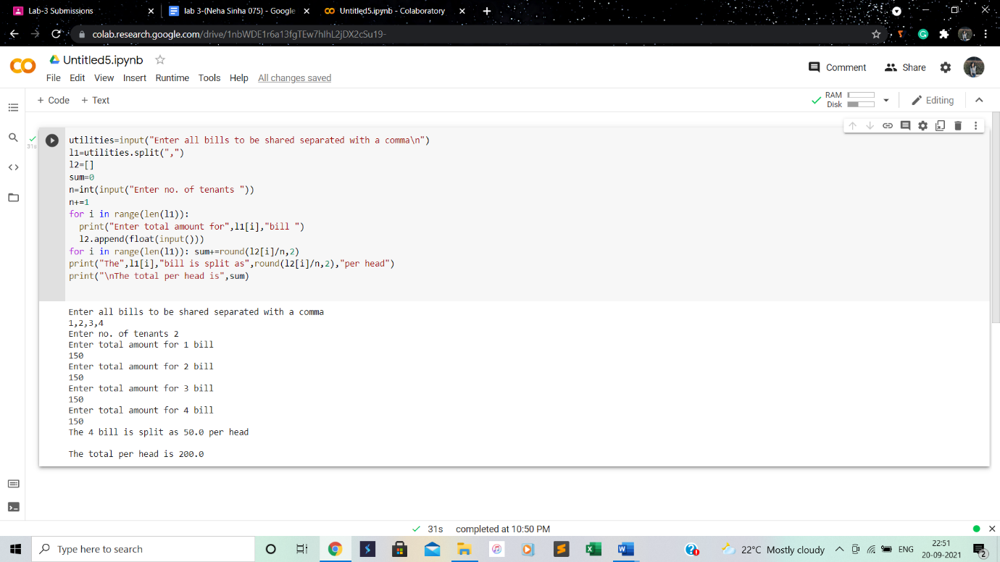 Lab-3 Submissions
lab 3-(Neha Sinha 075) - Google
Untitled5.ipynb - Colaboratory
colab.research.google.com/drive/1nbWDE1r6a13fgTEw7hIhL2jDX2cSu19-
Untitled5.ipynb
Comment
Share
File Edit View Insert Runtime Tools Help All changes saved
+ Code + Text
RAM
Disk
Editing
31s
utilities=input("Enter all bills to be shared separated with a comma\n")
l1=utilities.split(",")
l2=[]
sum=0
n=int(input("Enter no. of tenants "))
n+=1
for i in range(len(l1)):
  print("Enter total amount for",l1[i],"bill ")
  l2.append(float(input()))
for i in range(len(l1)): sum+=round(l2[i]/n,2)
print("The",l1[i],"bill is split as",round(l2[i]/n,2),"per head")
print("\nThe total per head is",sum)
Enter all bills to be shared separated with a comma
1,2,3,4
Enter no. of tenants 2
Enter total amount for 1 bill
150
Enter total amount for 2 bill
150
Enter total amount for 3 bill
150
Enter total amount for 4 bill
150
The 4 bill is split as 50.0 per head
The total per head is 200.0
31s completed at 10:50 PM
Type here to search
22°C Mostly cloudy
ENG
22:51
20-09-2021
2